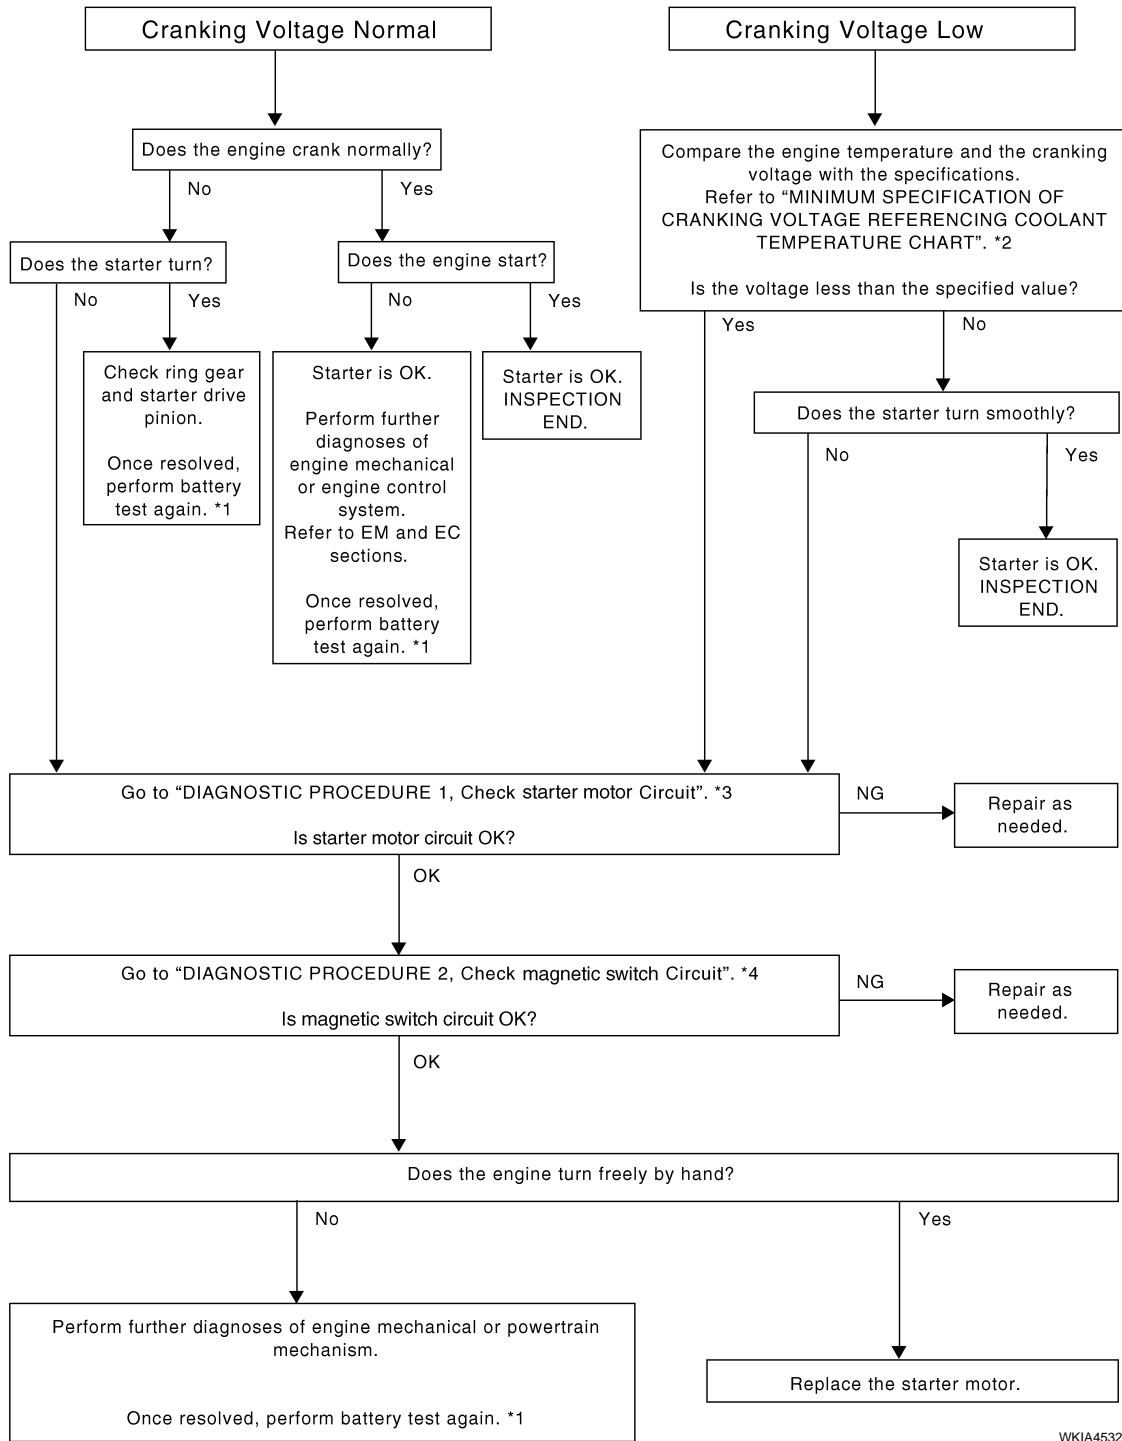 Cranking Voltage Normal
Cranking Voltage Low
Does the engine crank normally?
No
Yes
Compare the engine temperature and the cranking
voltage with the specifications.
Refer to “MINIMUM SPECIFICATION OF
CRANKING VOLTAGE REFERENCING COOLANT
TEMPERATURE CHART”. *2
Is the voltage less than the specified value?
Does the starter turn?
No
Yes
Does the engine start?
No
Yes
Yes
No
Check ring gear
and starter drive
pinion.
Once resolved,
perform battery
test again. *1
Starter is OK.
Perform further
diagnoses of
engine mechanical
or engine control
system.
Refer to EM and EC
sections.
Once resolved,
perform battery
test again. *1
Starter is OK.
INSPECTION
END.
Does the starter turn smoothly?
No
Yes
Starter is OK.
INSPECTION
END.
Go to “DIAGNOSTIC PROCEDURE 1, Check starter motor Circuit”. *3
Is starter motor circuit OK?
NG
Repair as
needed.
OK
Go to “DIAGNOSTIC PROCEDURE 2, Check magnetic switch Circuit”. *4
Is magnetic switch circuit OK?
NG
Repair as
needed.
OK
Does the engine turn freely by hand?
No
Yes
Perform further diagnoses of engine mechanical or powertrain
mechanism.
Once resolved, perform battery test again. *1
Replace the starter motor.
WKIA4532